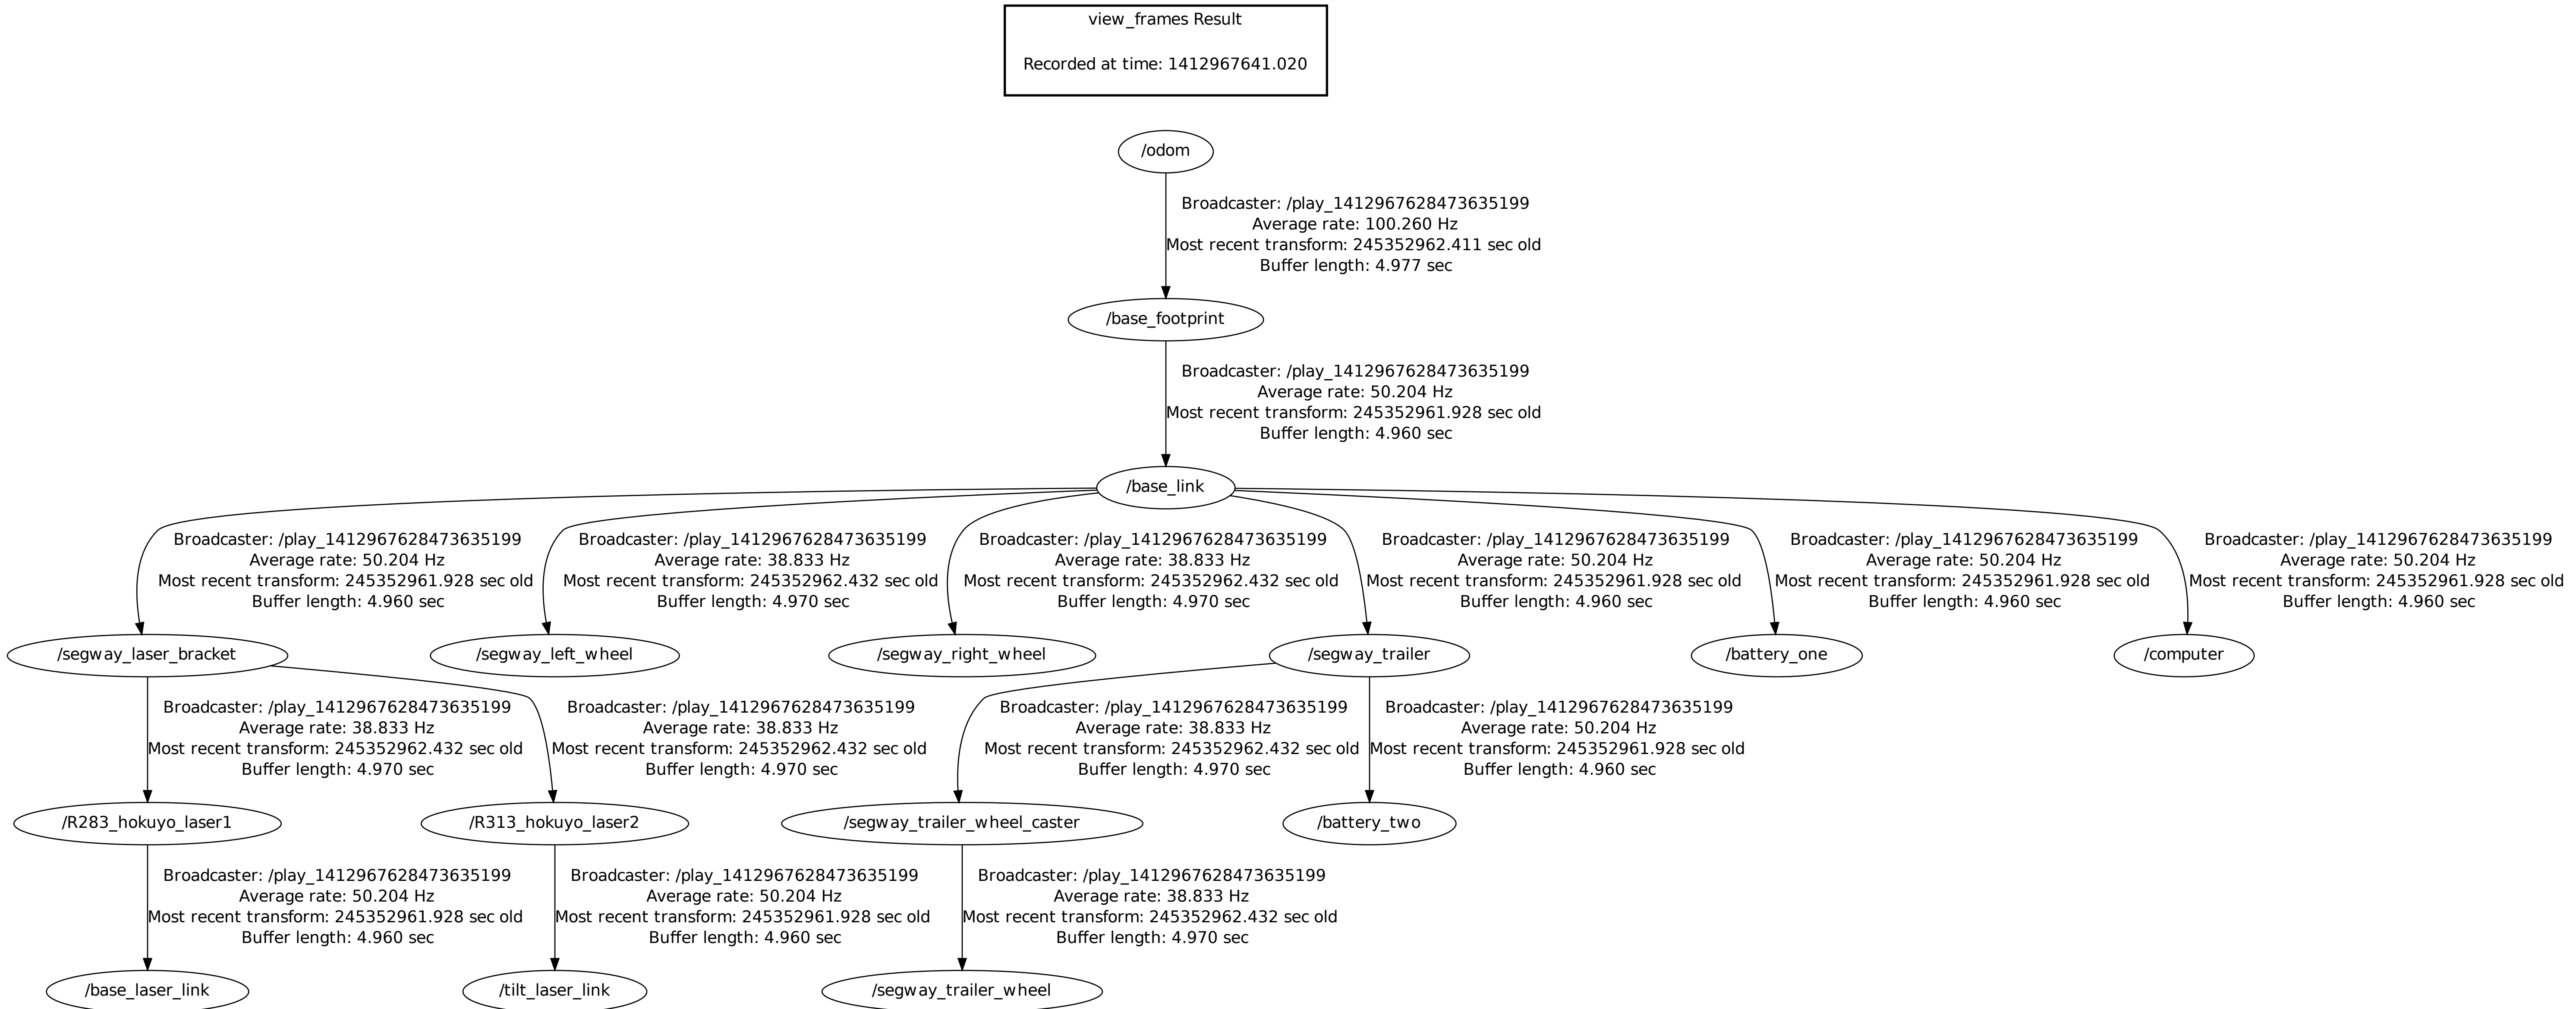 view_frames Result
Recorded at time: 1412967641.020
/odom
Broadcaster: /play_1412967628473635199
Average rate: 100.260 Hz
Most recent transform: 245352962.411 sec old
Buffer length: 4.977 sec
/base_footprint
Broadcaster: /play_1412967628473635199
Average rate: 50.204 Hz
Most recent transform: 245352961.928 sec old
Buffer length: 4.960 sec
/base_link
Broadcaster: /play_1412967628473635199
Average rate: 50.204 Hz
Most recent transform: 245352961.928 sec old
Buffer length: 4.960 sec
Broadcaster: /play_1412967628473635199
Average rate: 38.833 Hz
Most recent transform: 245352962.432 sec old
Buffer length: 4.970 sec
Broadcaster: /play_1412967628473635199
Average rate: 38.833 Hz
Most recent transform: 245352962.432 sec old
Buffer length: 4.970 sec
Broadcaster: /play_1412967628473635199
Average rate: 50.204 Hz
Most recent transform: 245352961.928 sec old
Buffer length: 4.960 sec
Broadcaster: /play_1412967628473635199
Average rate: 50.204 Hz
Most recent transform: 245352961.928 sec old
Buffer length: 4.960 sec
Broadcaster: /play_1412967628473635199
Average rate: 50.204 Hz
Most recent transform: 245352961.928 sec old
Buffer length: 4.960 sec
/segway_laser_bracket
/segway_left_wheel
/segway_right_wheel
/segway_trailer
/battery_one
/computer
Broadcaster: /play_1412967628473635199
Average rate: 38.833 Hz
Most recent transform: 245352962.432 sec old
Buffer length: 4.970 sec
Broadcaster: /play_1412967628473635199
Average rate: 38.833 Hz
Most recent transform: 245352962.432 sec old
Buffer length: 4.970 sec
Broadcaster: /play_1412967628473635199
Average rate: 38.833 Hz
Most recent transform: 245352962.432 sec old
Buffer length: 4.970 sec
Broadcaster: /play_1412967628473635199
Average rate: 50.204 Hz
Most recent transform: 245352961.928 sec old
Buffer length: 4.960 sec
/R283_hokuyo_laser1
/R313_hokuyo_laser2
/segway_trailer_wheel_caster
/battery_two
Broadcaster: /play_1412967628473635199
Average rate: 50.204 Hz
Most recent transform: 245352961.928 sec old
Buffer length: 4.960 sec
Broadcaster: /play_1412967628473635199
Average rate: 50.204 Hz
Most recent transform: 245352961.928 sec old
Buffer length: 4.960 sec
Broadcaster: /play_1412967628473635199
Average rate: 38.833 Hz
Most recent transform: 245352962.432 sec old
Buffer length: 4.970 sec
/base_laser_link
/tilt_laser_link
/segway_trailer_wheel